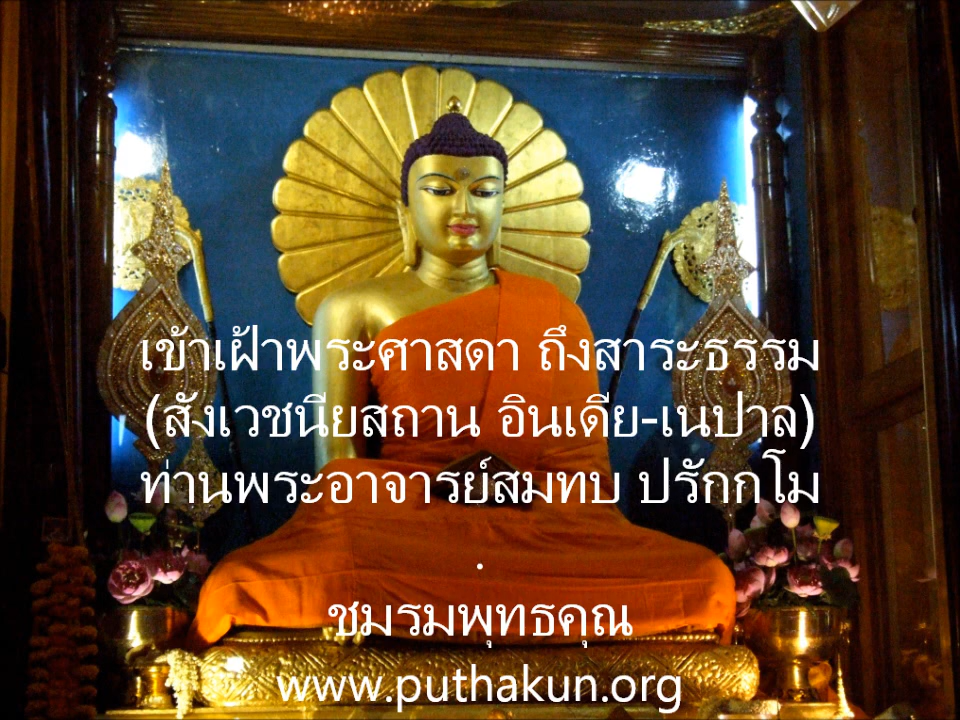 เข้าเฝ้าพระศาสดา ถึงสาระธรรม
(สังเวชนียสถาน อินเดีย-เนปาล)
ท่านพระอาจารย์สมทบ ปรักกโม
.
ชมรมพุทธคุณ
www.puthakun.org